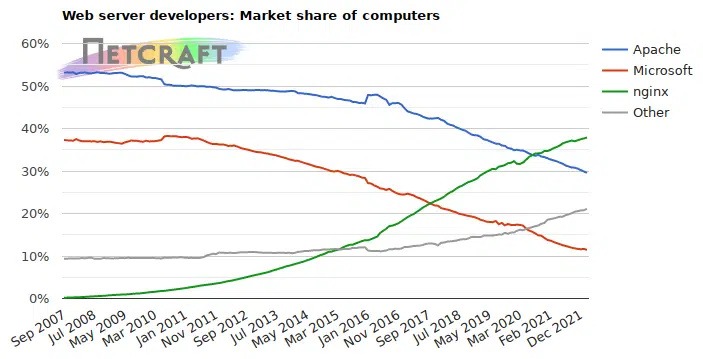 Web server developers: Market share of computers
NETCRAFT
60%
50%
40%
30%
20%
10%
0%
Apache
Microsoft
nginx
Other
Sep 2007
Jul 2008
May 2009
Mar 2010
Jan 2011
Nov 2011
Sep 2012
Jul 2013
May 2014
Mar 2015
Jan 2016
Nov 2016
Sep 2017
Jul 2018
May 2019
Mar 2020
Feb 2021
Dec 2021